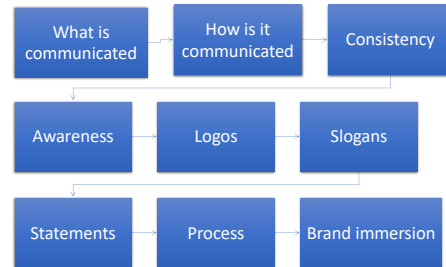 What is
communicated
How is it
communicated
Consistency
Awareness
Logos
Slogans
Statements
Process
Brand immersion